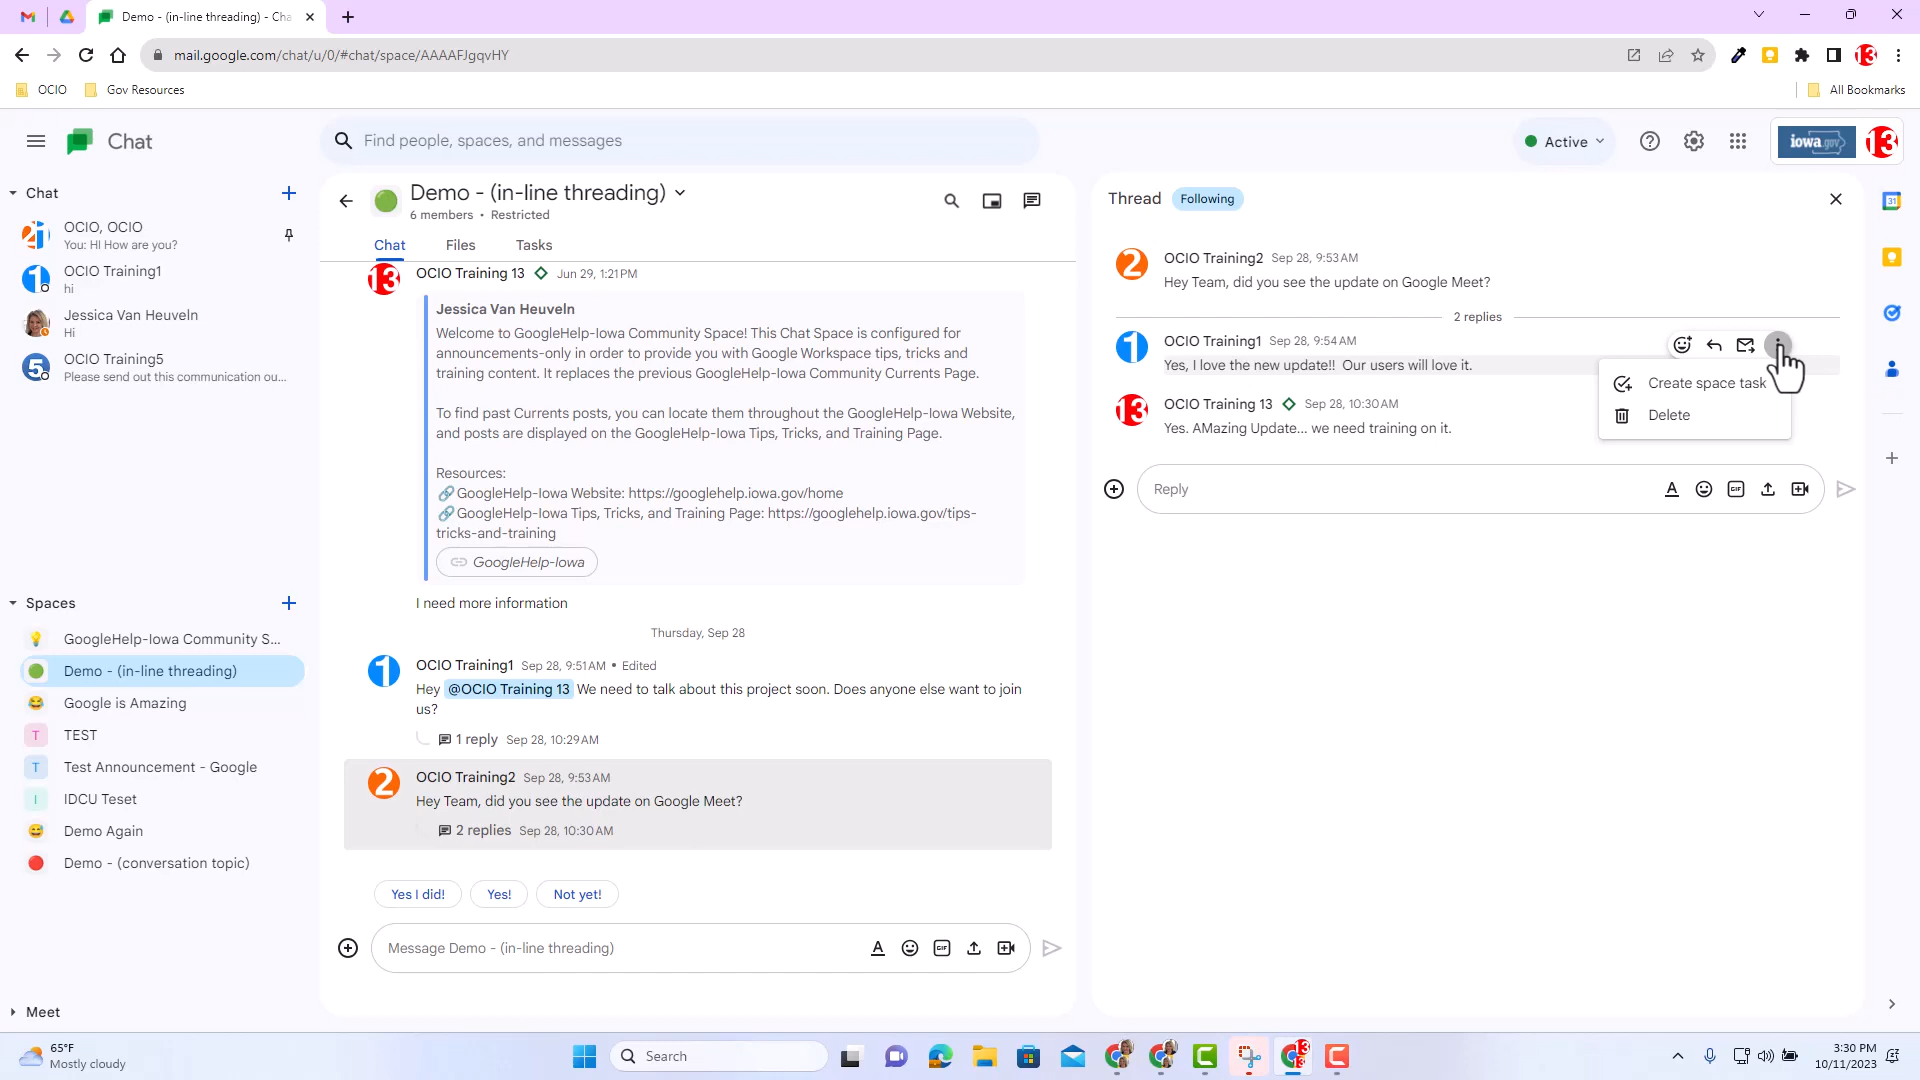 Demo - (in-line threading) - Cha
mail.google.com/chat/u/0/#chat/space/AAAAFJgqvHY
13
OCIO
Gov Resources
All Bookmarks
Chat
Find people, spaces, and messages
Active
iowa.gov
13
Chat
OCIO, OCIO
You: HI How are you?
1
OCIO Training1
hi
Jessica Van Heuveln
Hi
5
OCIO Training5
Please send out this communication ou...
Spaces
GoogleHelp-Iowa Community S...
Demo - (in-line threading)
Google is Amazing
T
TEST
T
Test Announcement - Google
I
IDCU Teset
Demo Again
Demo - (conversation topic)
Meet
Demo - (in-line threading)
6 members • Restricted
Chat
Files
Tasks
13
OCIO Training 13 Jun 29, 1:21 PM
Jessica Van Heuveln
Welcome to GoogleHelp-Iowa Community Space! This Chat Space is configured for
announcements-only in order to provide you with Google Workspace tips, tricks and
training content. It replaces the previous GoogleHelp-Iowa Community Currents Page.
To find past Currents posts, you can locate them throughout the GoogleHelp-Iowa Website,
and posts are displayed on the GoogleHelp-Iowa Tips, Tricks, and Training Page.
Resources:
🔗GoogleHelp-Iowa Website: https://googlehelp.iowa.gov/home
🔗GoogleHelp-Iowa Tips, Tricks, and Training Page: https://googlehelp.iowa.gov/tips-
tricks-and-training
GoogleHelp-Iowa
I need more information
Thursday, Sep 28
1
OCIO Training1 Sep 28, 9:51 AM • Edited
Hey @OCIO Training 13 We need to talk about this project soon. Does anyone else want to join
us?
1 reply Sep 28, 10:29 AM
2
OCIO Training2 Sep 28, 9:53 AM
Hey Team, did you see the update on Google Meet?
2 replies Sep 28, 10:30 AM
Yes I did!
Yes!
Not yet!
Message Demo - (in-line threading)
GIF
Thread
Following
2
OCIO Training2 Sep 28, 9:53 AM
Hey Team, did you see the update on Google Meet?
2 replies
1
OCIO Training1 Sep 28, 9:54 AM
Yes, I love the new update!! Our users will love it.
Create space task
Delete
13
OCIO Training 13 Sep 28, 10:30 AM
Yes. AMazing Update... we need training on it.
Reply
GIF
31
65°F
Mostly cloudy
Search
3:30 PM
10/11/2023